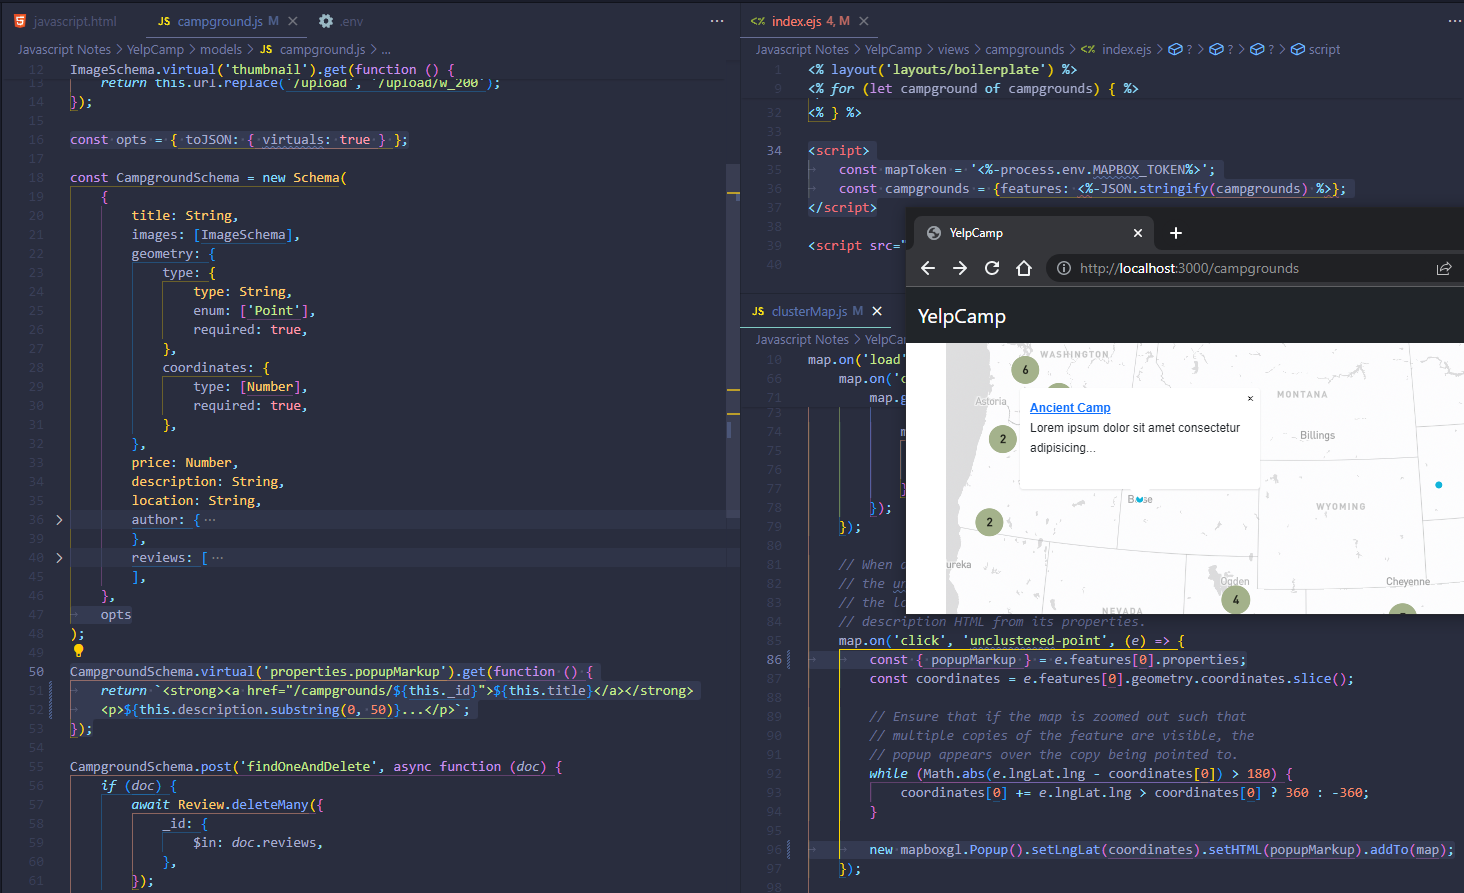 javascript.html
JS campground.js M ×
.env
···
Javascript Notes > YelpCamp > models > JS campground.js > ...
12 ImageSchema.virtual('thumbnail').get(function () {
13 return this.url.replace('/upload', '/upload/w_200');
14 });
15
16 const opts = { toJSON: { virtuals: true } };
17
18 const CampgroundSchema = new Schema(
19 {
20 title: String,
21 images: [ImageSchema],
22 geometry: {
23 type: {
24 type: String,
25 enum: ['Point'],
26 required: true,
27 },
28 coordinates: {
29 type: [Number],
30 required: true,
31 },
32 },
33 price: Number,
34 description: String,
35 location: String,
36 author: { ···
39 },
40 reviews: [ ···
45 ],
46 },
47 opts
48 );
49
50 CampgroundSchema.virtual('properties.popupMarkup').get(function () {
51 return `<strong><a href="/campgrounds/${this._id}">${this.title}</a></strong>
52 <p>${this.description.substring(0, 50)}...</p>`;
53 });
54
55 CampgroundSchema.post('findOneAndDelete', async function (doc) {
56 if (doc) {
57 await Review.deleteMany({
58 _id: {
59 $in: doc.reviews,
60 },
61 });
<% index.ejs 4, M ×
···
Javascript Notes > YelpCamp > views > campgrounds > <% index.ejs > ? > ? > ? > script
1 <% layout('layouts/boilerplate') %>
9 <% for (let campground of campgrounds) { %>
32 <% } %>
33
34 <script>
35 const mapToken = '<%-process.env.MAPBOX_TOKEN%>';
36 const campgrounds = {features: <%-JSON.stringify(campgrounds) %>};
37 </script>
38
39 <script src="
40
YelpCamp × +
http://localhost:3000/campgrounds
YelpCamp
WASHINGTON
6
Astoria
MONTANA
2
Ancient Camp ×
Lorem ipsum dolor sit amet consectetur
adipisicing...
Billings
WYOMING
2
ureka
Ogden
Cheyenne
4
NEVADA
JS clusterMap.js M ×
Javascript Notes > YelpCa
10 map.on('load'
66 map.on('c
71 map.g
73
74 m
75
76
77 }
78 });
79 });
80
81 // When a
82 // the un
83 // the lo
84 // description HTML from its properties.
85 map.on('click', 'unclustered-point', (e) => {
86 const { popupMarkup } = e.features[0].properties;
87 const coordinates = e.features[0].geometry.coordinates.slice();
88
89 // Ensure that if the map is zoomed out such that
90 // multiple copies of the feature are visible, the
91 // popup appears over the copy being pointed to.
92 while (Math.abs(e.lngLat.lng - coordinates[0]) > 180) {
93 coordinates[0] += e.lngLat.lng > coordinates[0] ? 360 : -360;
94 }
95
96 new mapboxgl.Popup().setLngLat(coordinates).setHTML(popupMarkup).addTo(map);
97 });
98